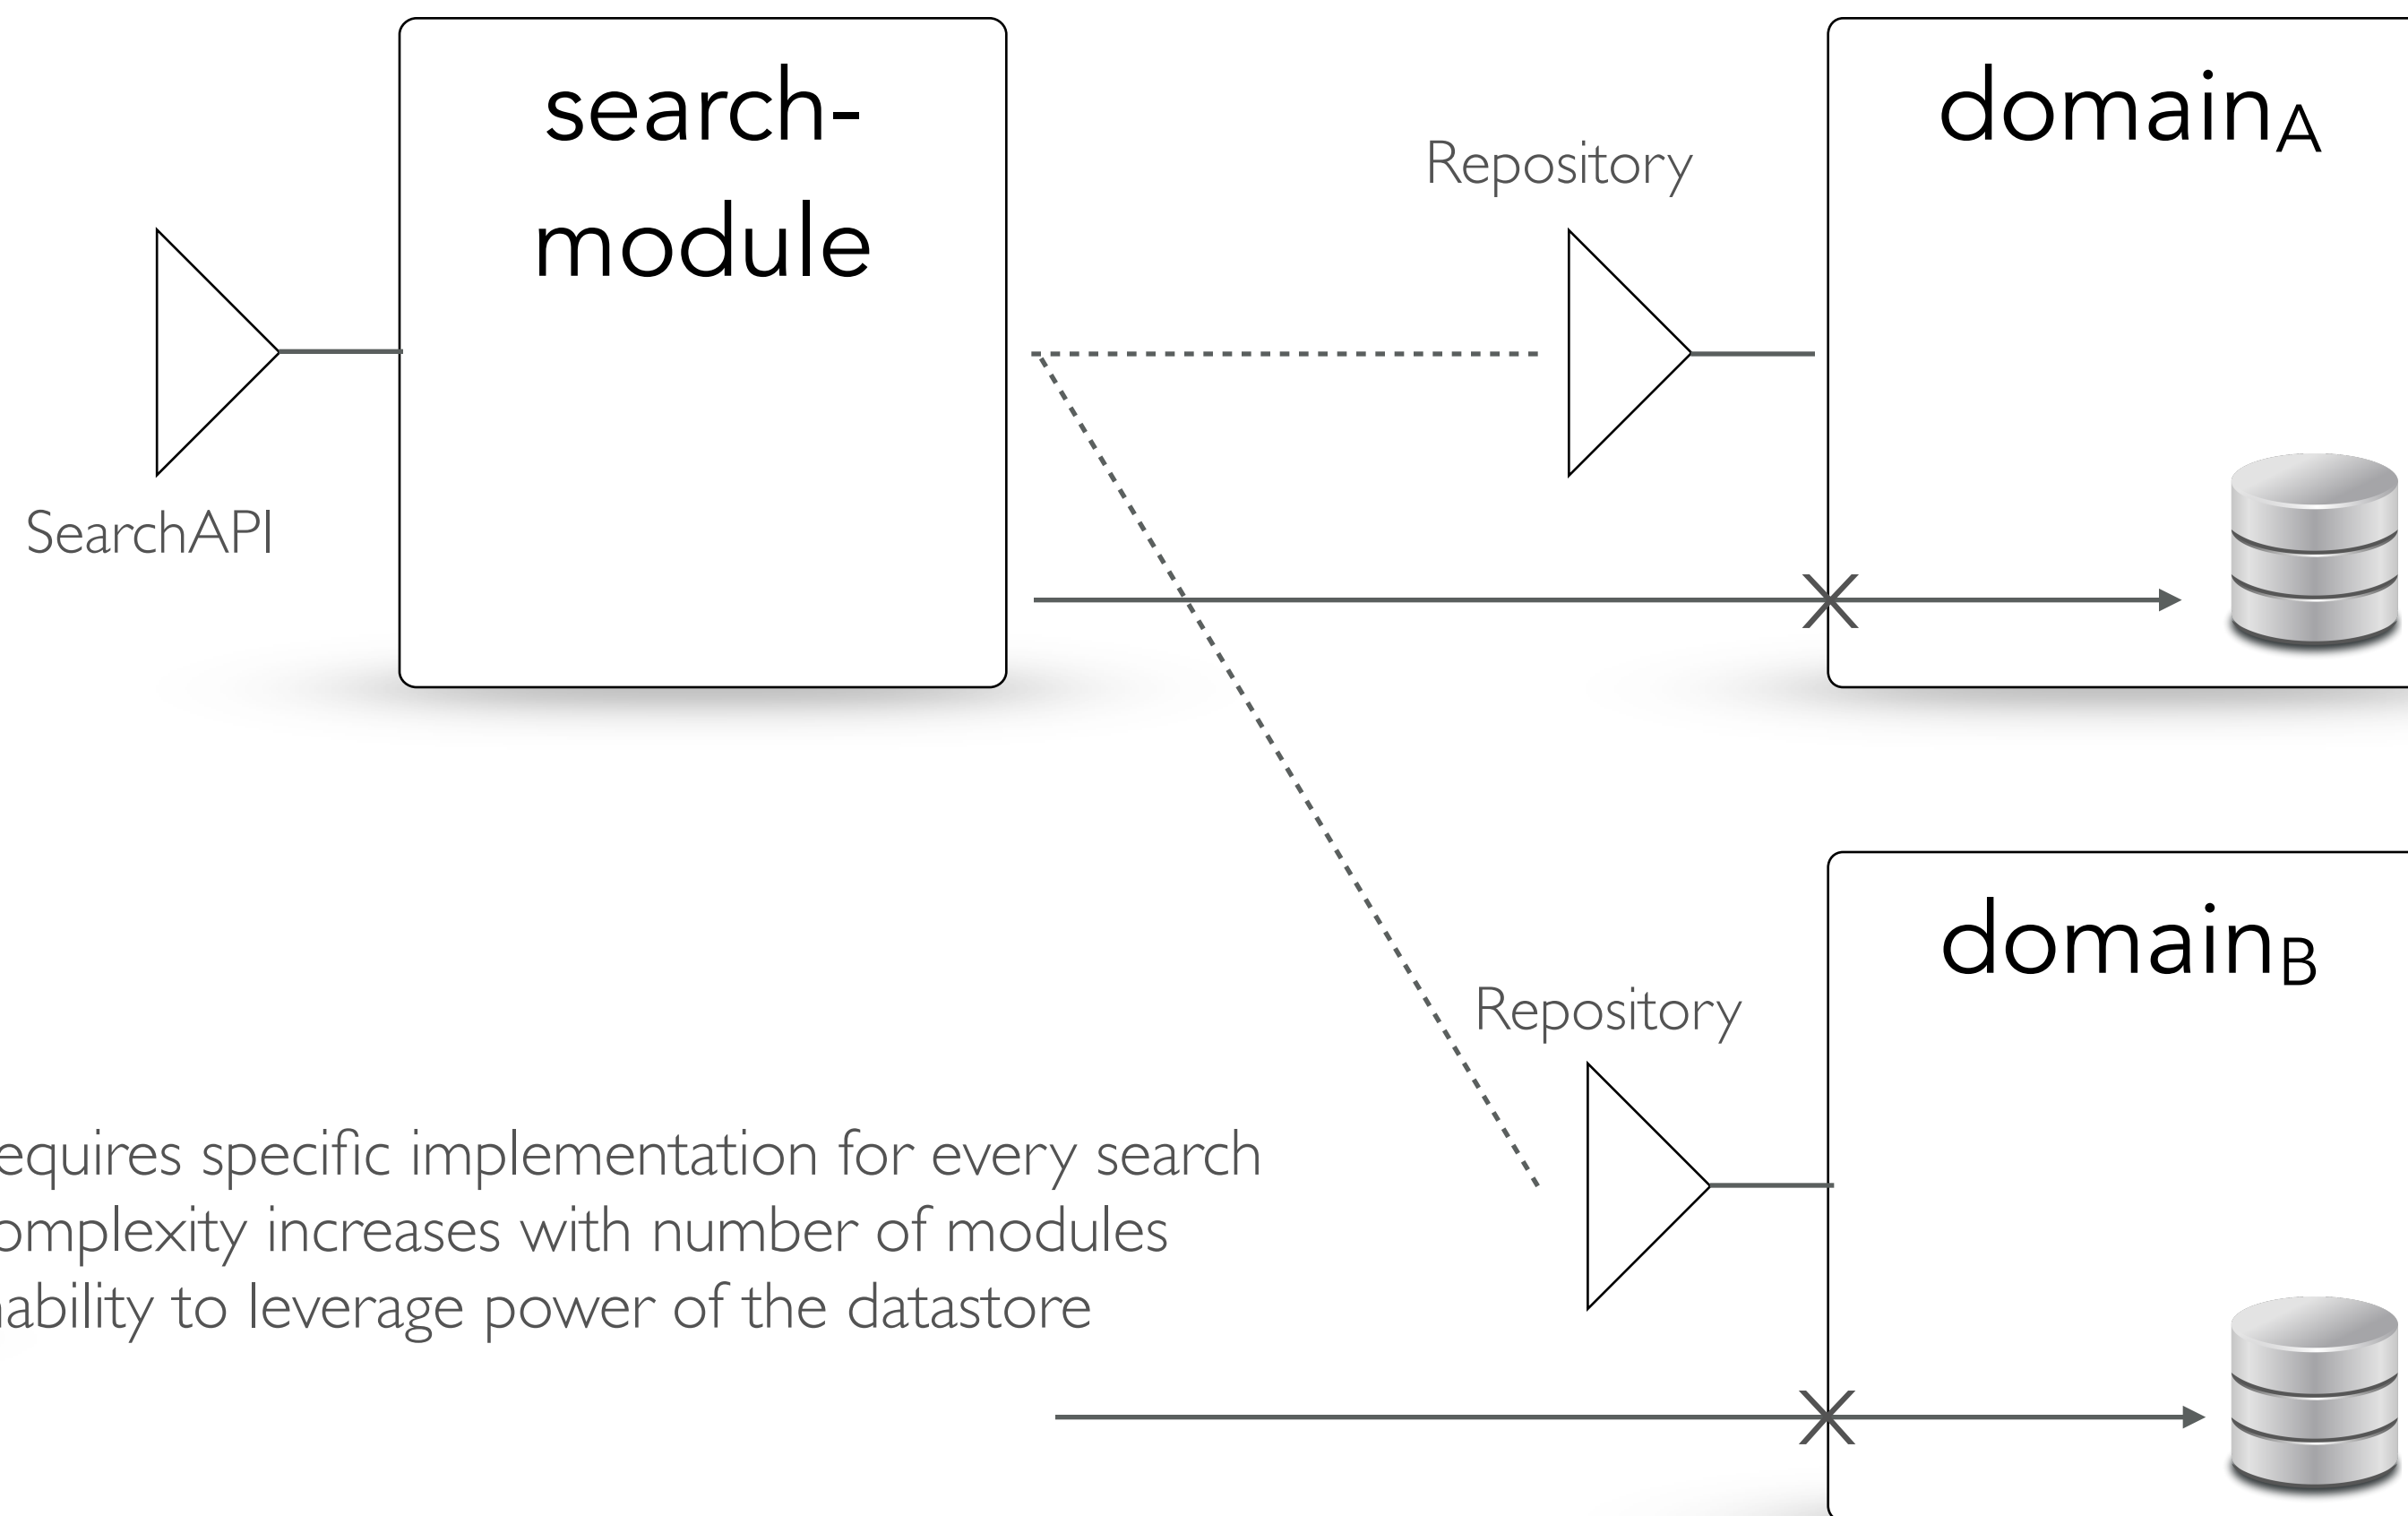 search-
module
domainA
Repository
SearchAPI
domainB
Repository
equires specific implementation for every search
omplexity increases with number of modules
ability to leverage power of the datastore